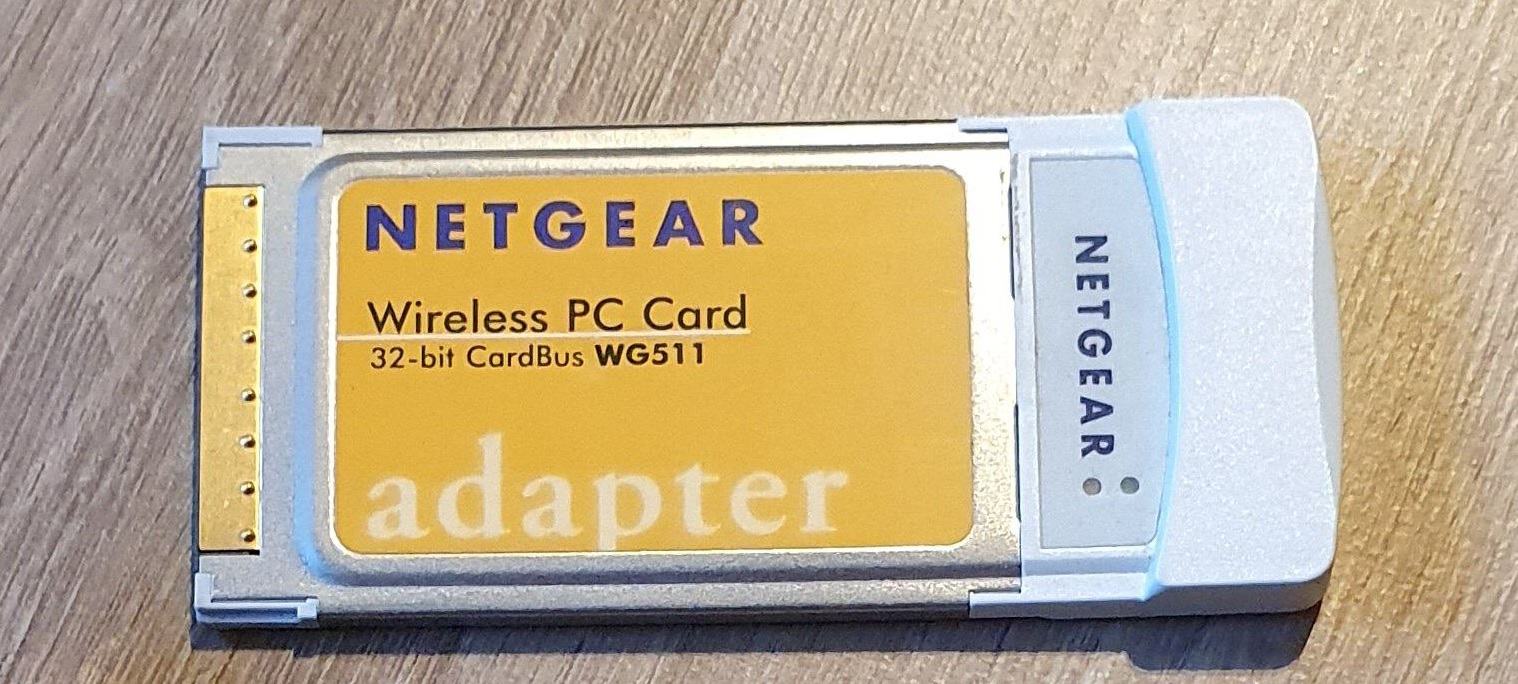 NETGEAR
Wireless PC Card
32-bit CardBus WG511
adapter
NETGEAR